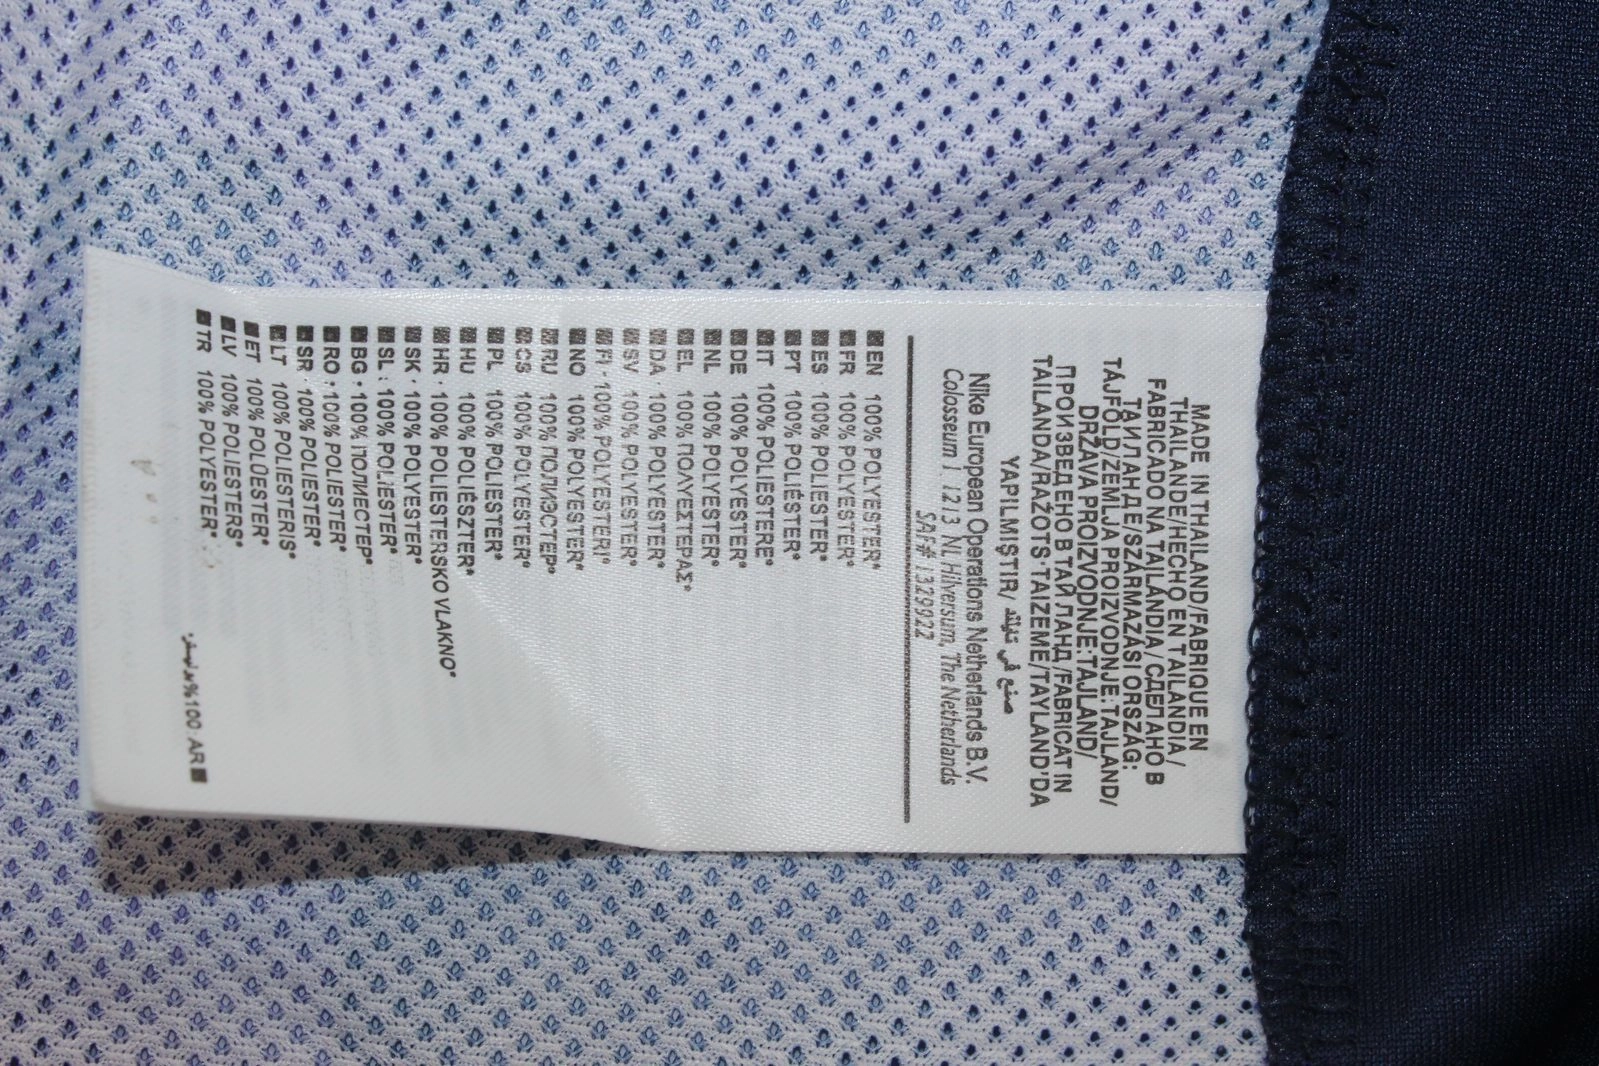 MADE IN THAILAND/FABRIQUE EN
THAILANDE/HECHO EN TAILANDIA/
FABRICADO NA TAILÂNDIA/СДЕЛАНО В
ТАИЛАНДЕ/SZÁRMAZÁSI ORSZÁG:
TÁJFÖLD/ZEMLJA PROIZVODNJE:TAJLAND/
DRŽAVA PROIZVODNJE:TAJLAND/
ПРОИЗВЕДЕНО В ТАЙЛАНД/FABRICAT IN
TAILANDA/RAŽOTS-TAIZEME/TAYLAND'DA
YAPILMIŞTIR/ صنع في تايلند
Nike European Operations Netherlands B.V.
Colosseum 1 1213 NL Hilversum, The Netherlands
SAF# 1329922
EN 100% POLYESTER*
FR · 100% POLYESTER*
ES · 100% POLIESTER*
PT · 100% POLIÉSTER*
IT 100% POLIESTERE*
DE · 100% POLYESTER*
NL 100% POLYESTER*
EL 100% ΠΟΛΥΕΣΤΕΡΑΣ*
DA · 100% POLYESTER*
SV · 100% POLYESTER*
FI · 100% POLYESTERI*
NO 100% POLYESTER*
RU 100% ПОЛИЭСТЕР*
CS 100% POLYESTER*
PL 100% POLIESTER*
HU 100% POLIÉSZTER*
HR · 100% POLIESTERSKO VLAKNO*
SK · 100% POLYESTER*
SL : 100% POLIESTER*
BG · 100% ПОЛИЕСТЕР*
RO · 100% POLIESTER*
SR · 100% POLIESTER*
LT 100% POLIESTERIS*
ET 100% POLÜESTER*
LV 100% POLIESTERS*
TR 100% POLYESTER*
AR 100% بوليستر*